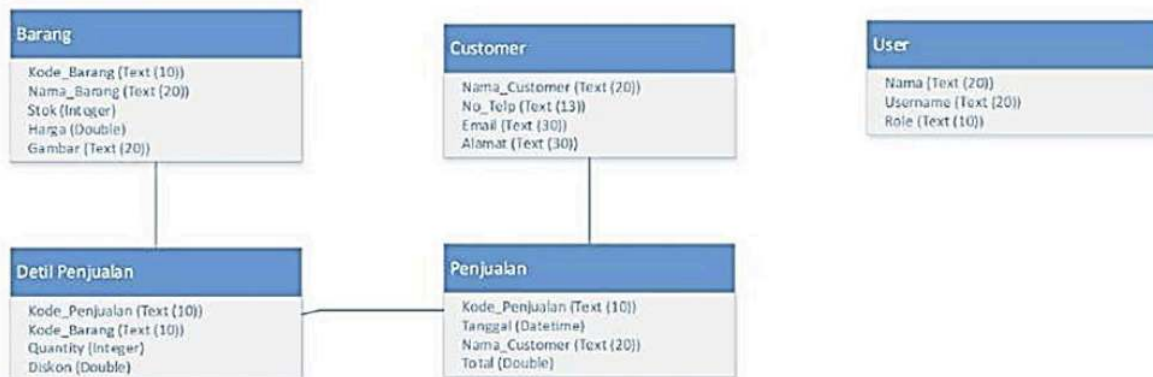 Barang
Kode_Barang (Text (10))
Nama_Barang (Text (20))
Stok (Integer)
Harga (Double)
Gambar (Text (20))
Customer
Nama_Customer (Text (20))
No_Telp (Text (13))
Email (Text (30))
Alamat (Text (30))
User
Nama (Text (20))
Username (Text (20))
Role (Text (10))
Detil Penjualan
Kode_Penjualan (Text (10))
Kode_Barang (Text (10))
Quantity (Integer)
Diskon (Double)
Penjualan
Kode_Penjualan (Text (10))
Tanggal (Datetime)
Nama_Customer (Text (20))
Total (Double)